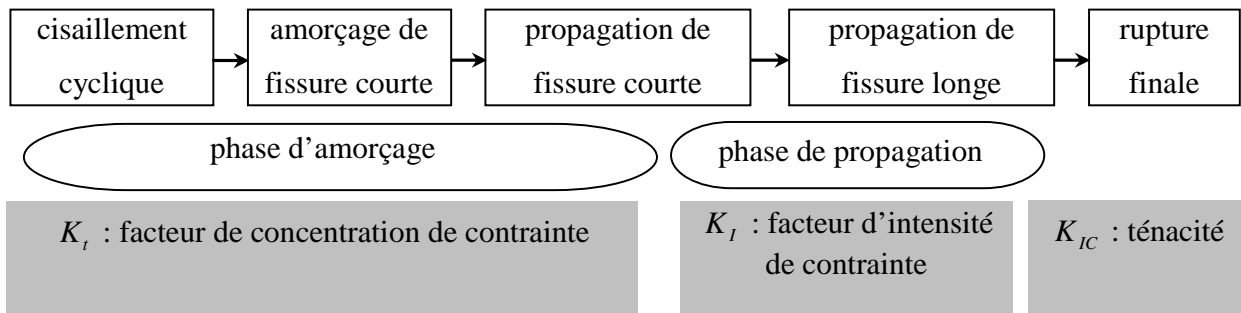 cisaillement
cyclique
amorçage de
fissure courte
propagation de
fissure courte
propagation de
fissure longe
rupture
finale
phase d’amorçage
phase de propagation
K_t : facteur de concentration de contrainte
K_I : facteur d’intensité
de contrainte
K_IC : ténacité